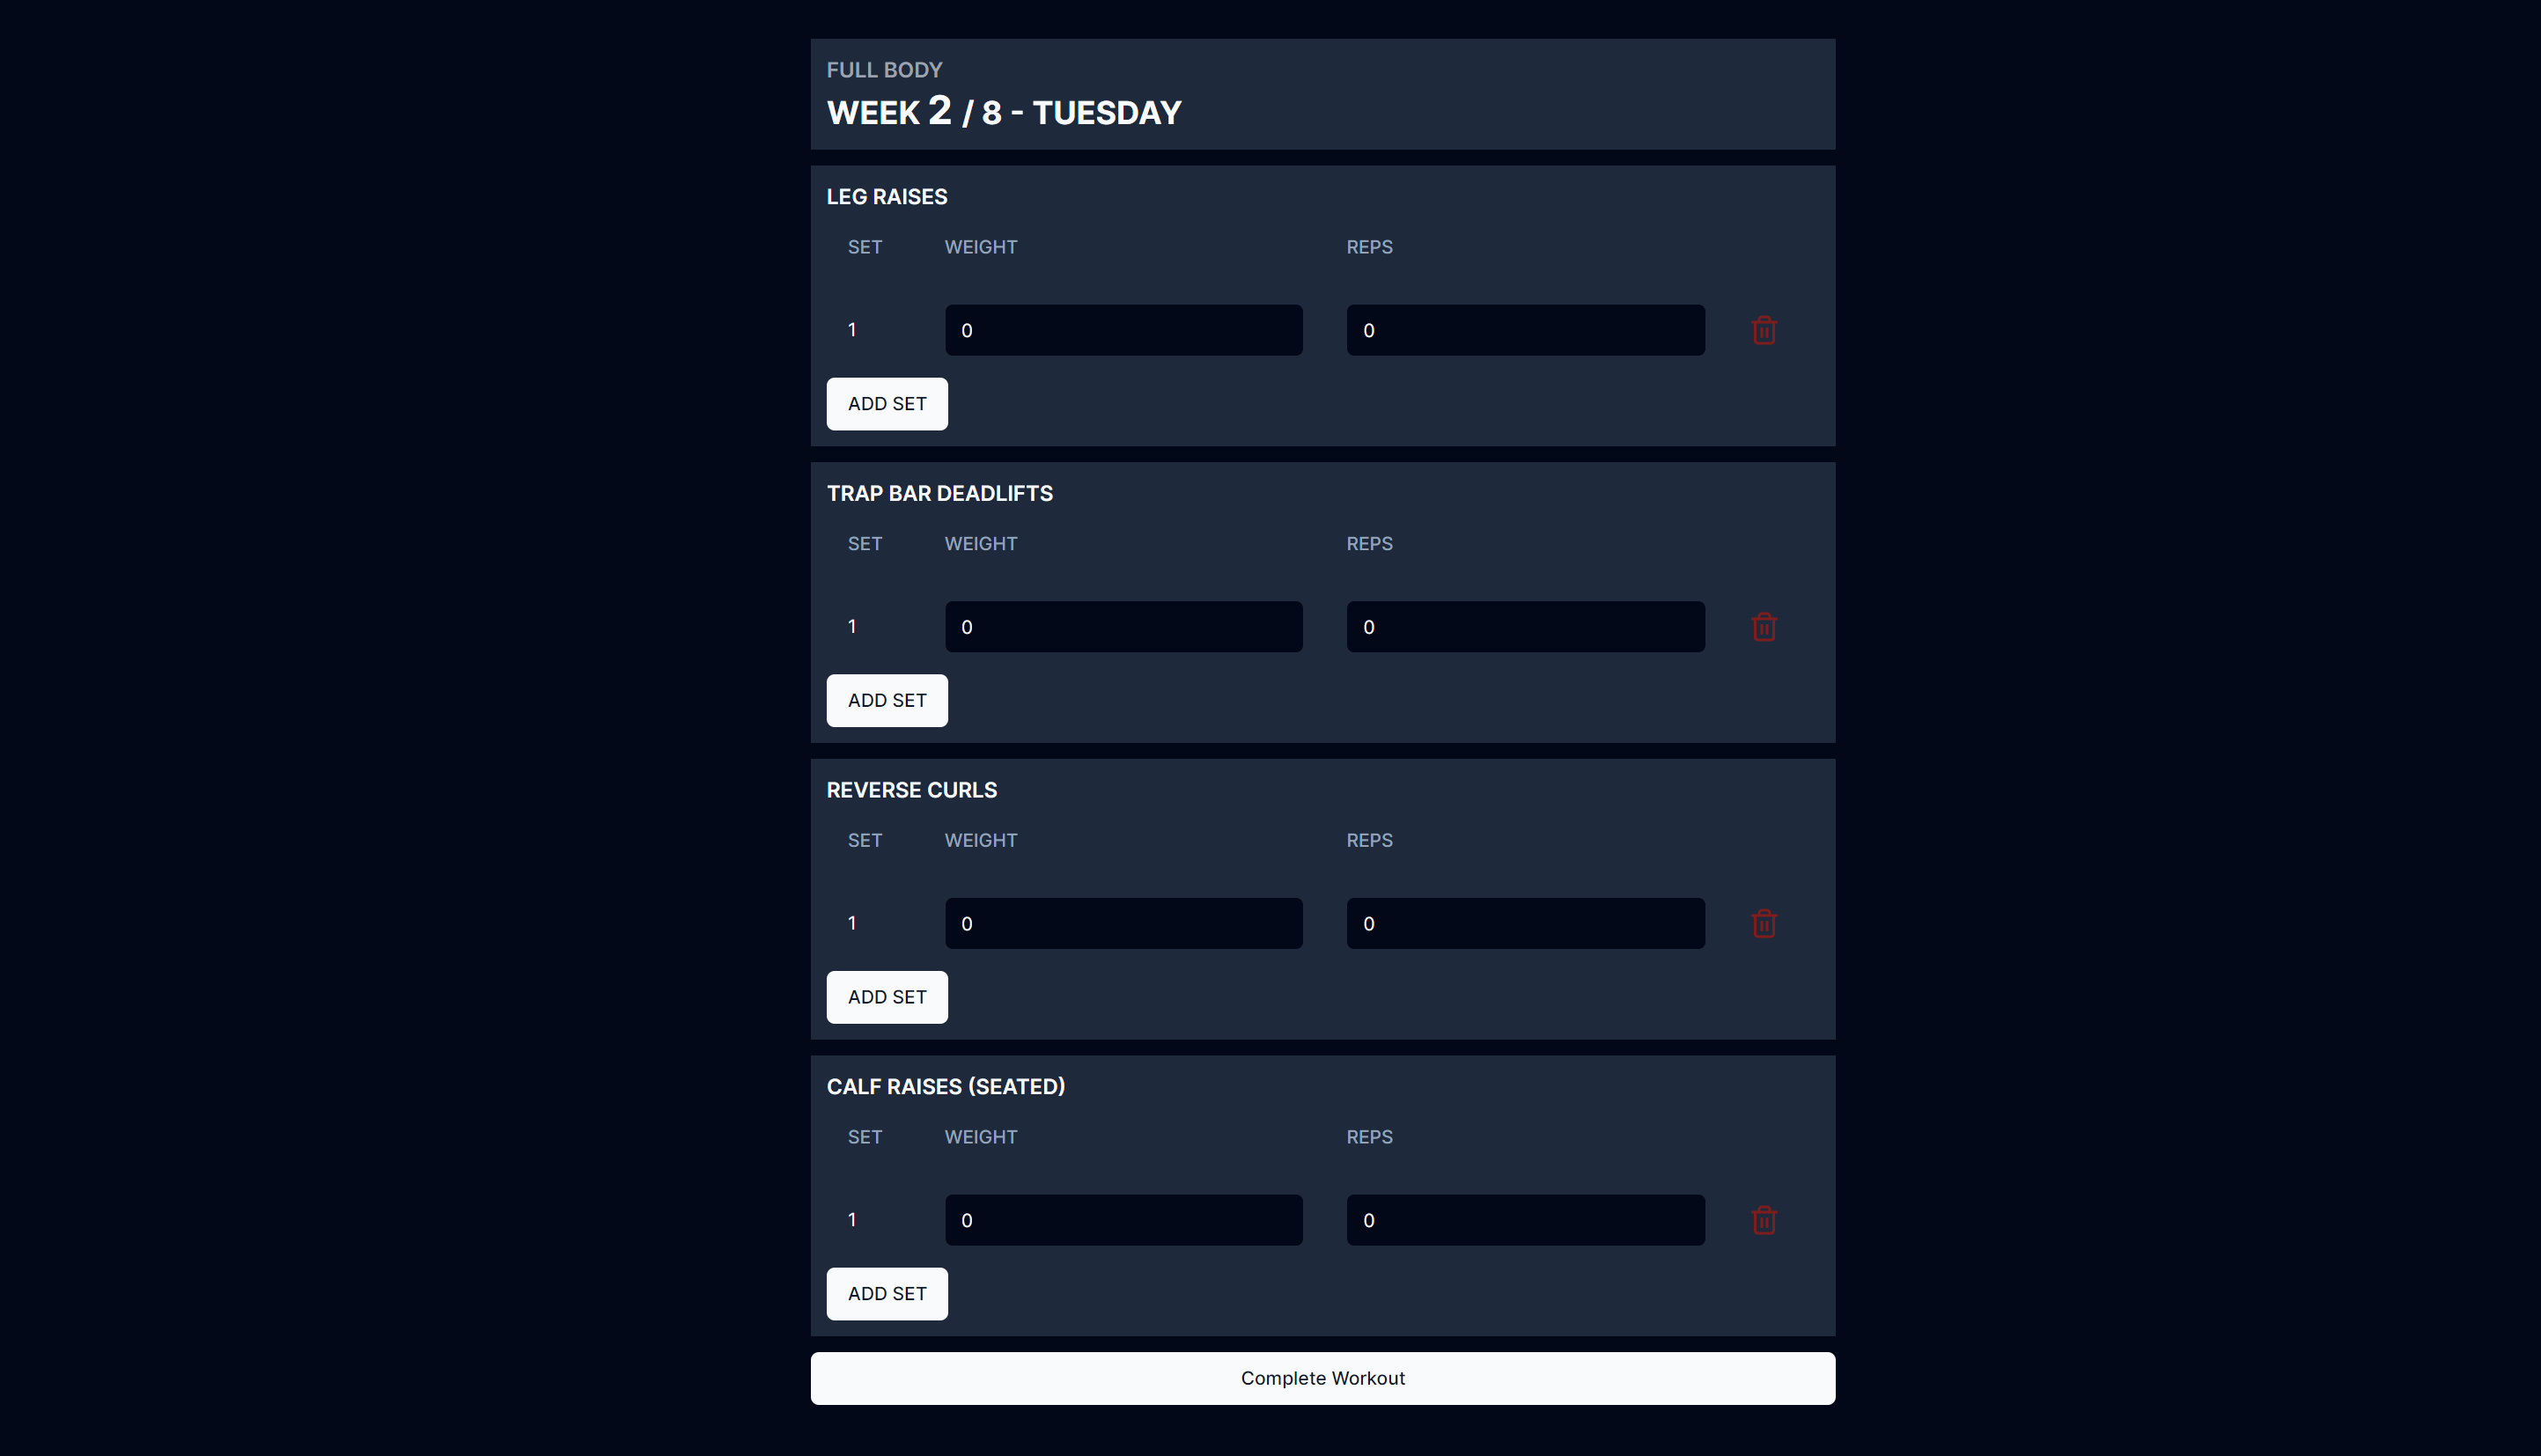 FULL BODY
WEEK 2 / 8 - TUESDAY
LEG RAISES
SET WEIGHT REPS
1 0 0
ADD SET
TRAP BAR DEADLIFTS
SET WEIGHT REPS
1 0 0
ADD SET
REVERSE CURLS
SET WEIGHT REPS
1 0 0
ADD SET
CALF RAISES (SEATED)
SET WEIGHT REPS
1 0 0
ADD SET
Complete Workout